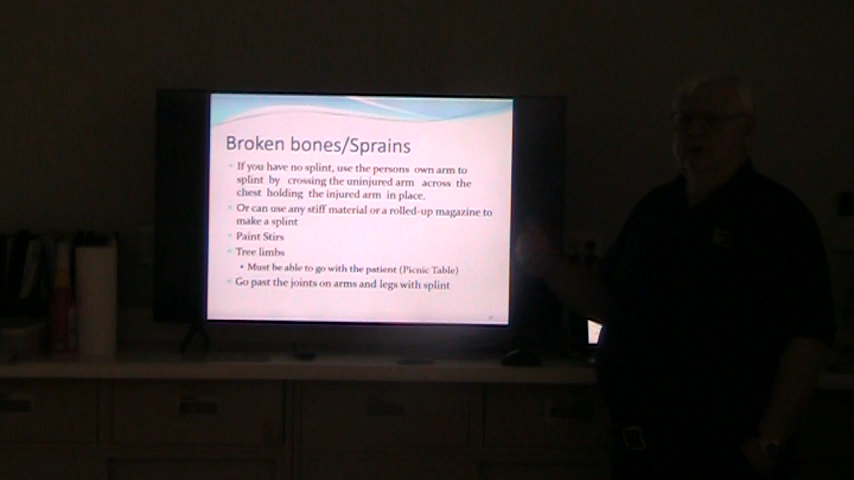 Broken bones/Sprains
If you have no splint, use the persons own arm to
splint by crossing the uninjured arm across the
chest holding the injured arm in place.
Or can use any stiff material or a rolled-up magazine to
make a splint
Paint Stirs
Tree limbs
Must be able to go with the patient (Picnic Table)
Go past the joints on arms and legs with splint